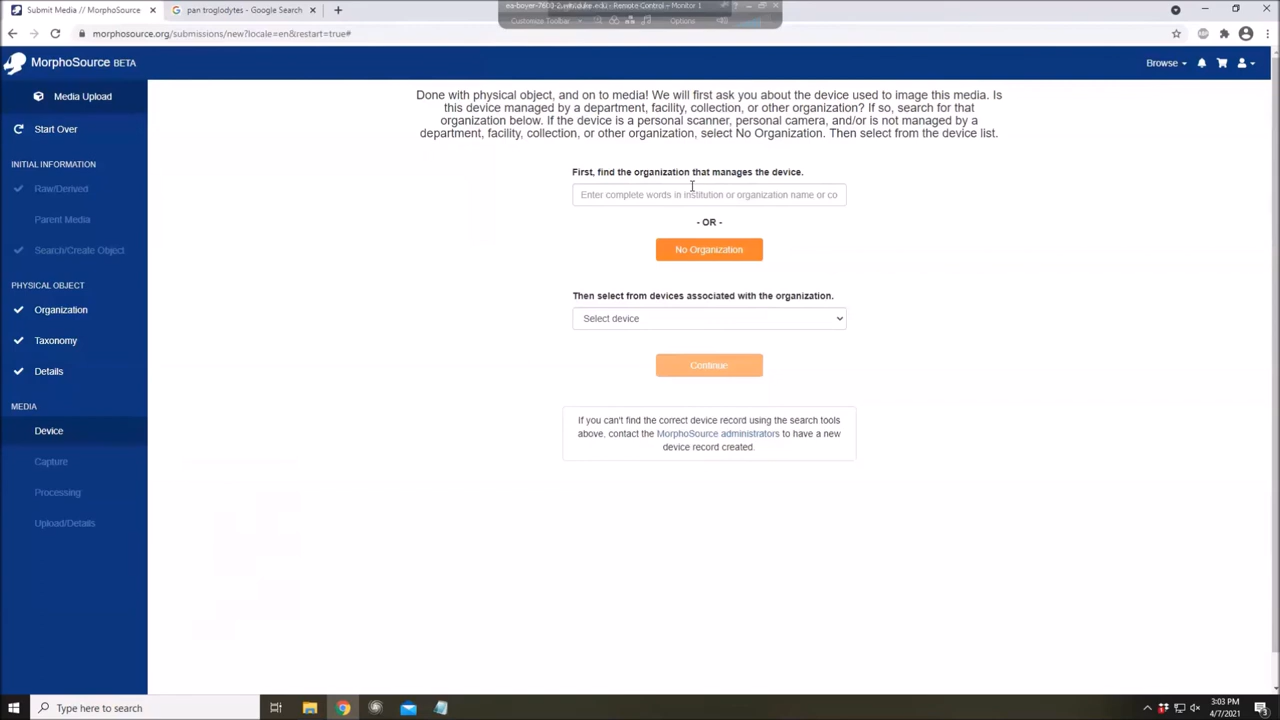 Submit Media // MorphoSource
pan troglodytes - Google Search
Remote Control - Monitor 1
Customize Toolbar
Options
morphosource.org/submissions/new?locale=en&restart=true#
MorphoSource BETA
Browse
Media Upload
Start Over
INITIAL INFORMATION
Raw/Derived
Parent Media
Search/Create Object
PHYSICAL OBJECT
Organization
Taxonomy
Details
MEDIA
Device
Capture
Processing
Upload/Details
Done with physical object, and on to media! We will first ask you about the device used to image this media. Is
this device managed by a department, facility, collection, or other organization? If so, search for that
organization below. If the device is a personal scanner, personal camera, and/or is not managed by a
department, facility, collection, or other organization, select No Organization. Then select from the device list.
First, find the organization that manages the device.
Enter complete words in institution or organization name or co
- OR -
No Organization
Then select from devices associated with the organization.
Select device
Continue
If you can't find the correct device record using the search tools
above, contact the MorphoSource administrators to have a new
device record created.
Type here to search
3:03 PM
4/7/2021
3